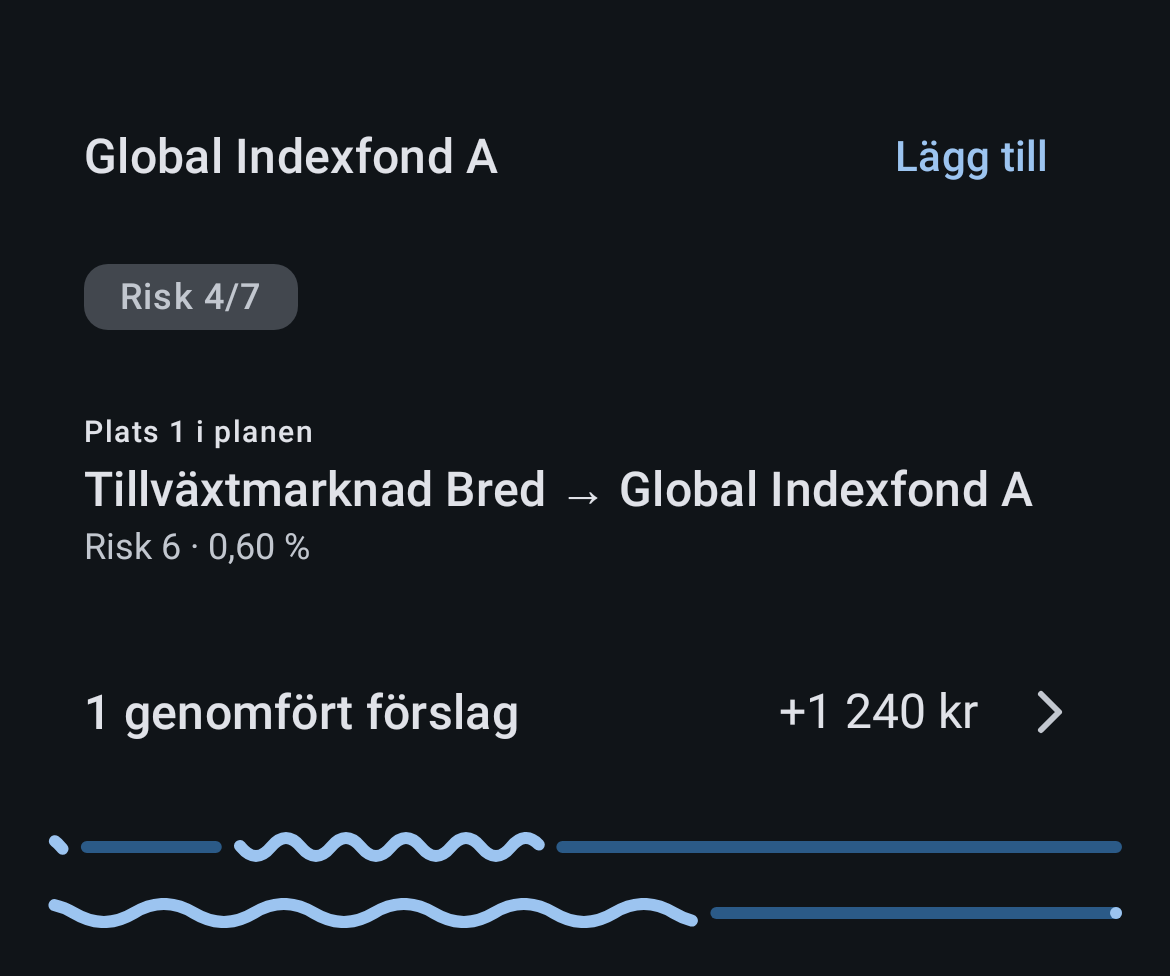 Global Indexfond A
Lägg till
Risk 4/7
Plats 1 i planen
Tillväxtmarknad Bred → Global Indexfond A
Risk 6 · 0,60 %
1 genomfört förslag
+1 240 kr